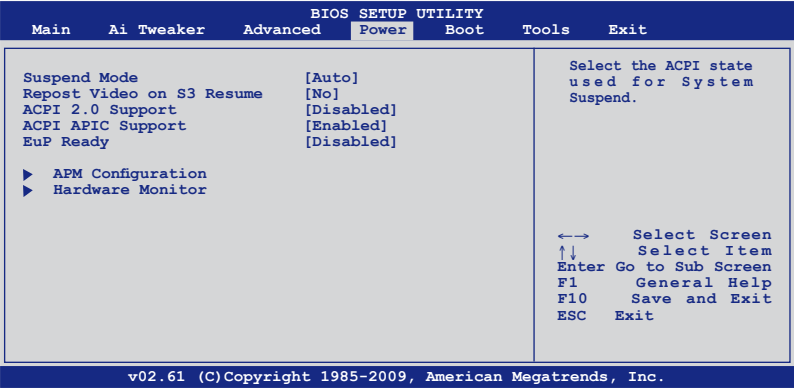 BIOS SETUP UTILITY
Main Ai Tweaker Advanced Power Boot Tools Exit
Suspend Mode [Auto]
Repost Video on S3 Resume [No]
ACPI 2.0 Support [Disabled]
ACPI APIC Support [Enabled]
EuP Ready [Disabled]
▶ APM Configuration
▶ Hardware Monitor
Select the ACPI state
used for System
Suspend.
←→ Select Screen
↑↓ Select Item
Enter Go to Sub Screen
F1 General Help
F10 Save and Exit
ESC Exit
v02.61 (C)Copyright 1985-2009, American Megatrends, Inc.